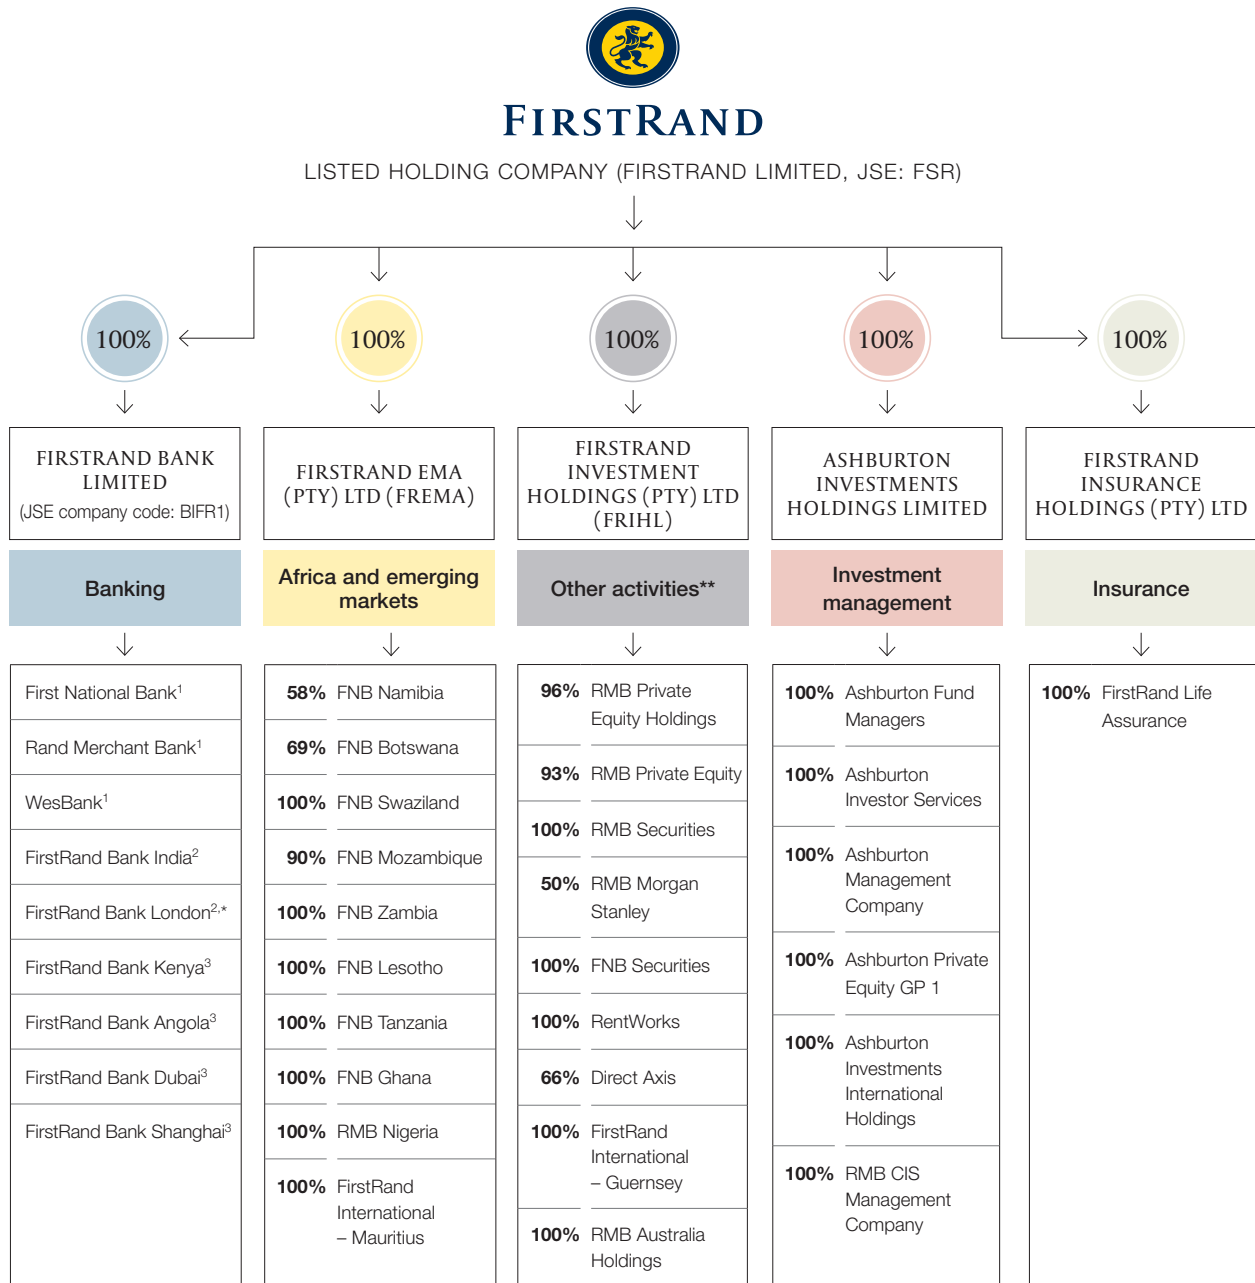 FIRSTRAND
LISTED HOLDING COMPANY (FIRSTRAND LIMITED, JSE: FSR)
100%
100%
100%
100%
100%
FIRSTRAND BANK
LIMITED
(JSE company code: BIFR1)
Banking
First National Bank1
Rand Merchant Bank1
WesBank1
FirstRand Bank India2
FirstRand Bank London2,*
FirstRand Bank Kenya3
FirstRand Bank Angola3
FirstRand Bank Dubai3
FirstRand Bank Shanghai3
FIRSTRAND EMA
(PTY) LTD (FREMA)
Africa and emerging
markets
58% FNB Namibia
69% FNB Botswana
100% FNB Swaziland
90% FNB Mozambique
100% FNB Zambia
100% FNB Lesotho
100% FNB Tanzania
100% FNB Ghana
100% RMB Nigeria
100% FirstRand
International
– Mauritius
FIRSTRAND
INVESTMENT
HOLDINGS (PTY) LTD
(FRIHL)
Other activities**
96% RMB Private
Equity Holdings
93% RMB Private Equity
100% RMB Securities
50% RMB Morgan
Stanley
100% FNB Securities
100% RentWorks
66% Direct Axis
100% FirstRand
International
– Guernsey
100% RMB Australia
Holdings
ASHBURTON
INVESTMENTS
HOLDINGS LIMITED
Investment
management
100% Ashburton Fund
Managers
100% Ashburton
Investor Services
100% Ashburton
Management
Company
100% Ashburton Private
Equity GP 1
100% Ashburton
Investments
International
Holdings
100% RMB CIS
Management
Company
FIRSTRAND
INSURANCE
HOLDINGS (PTY) LTD
Insurance
100% FirstRand Life
Assurance